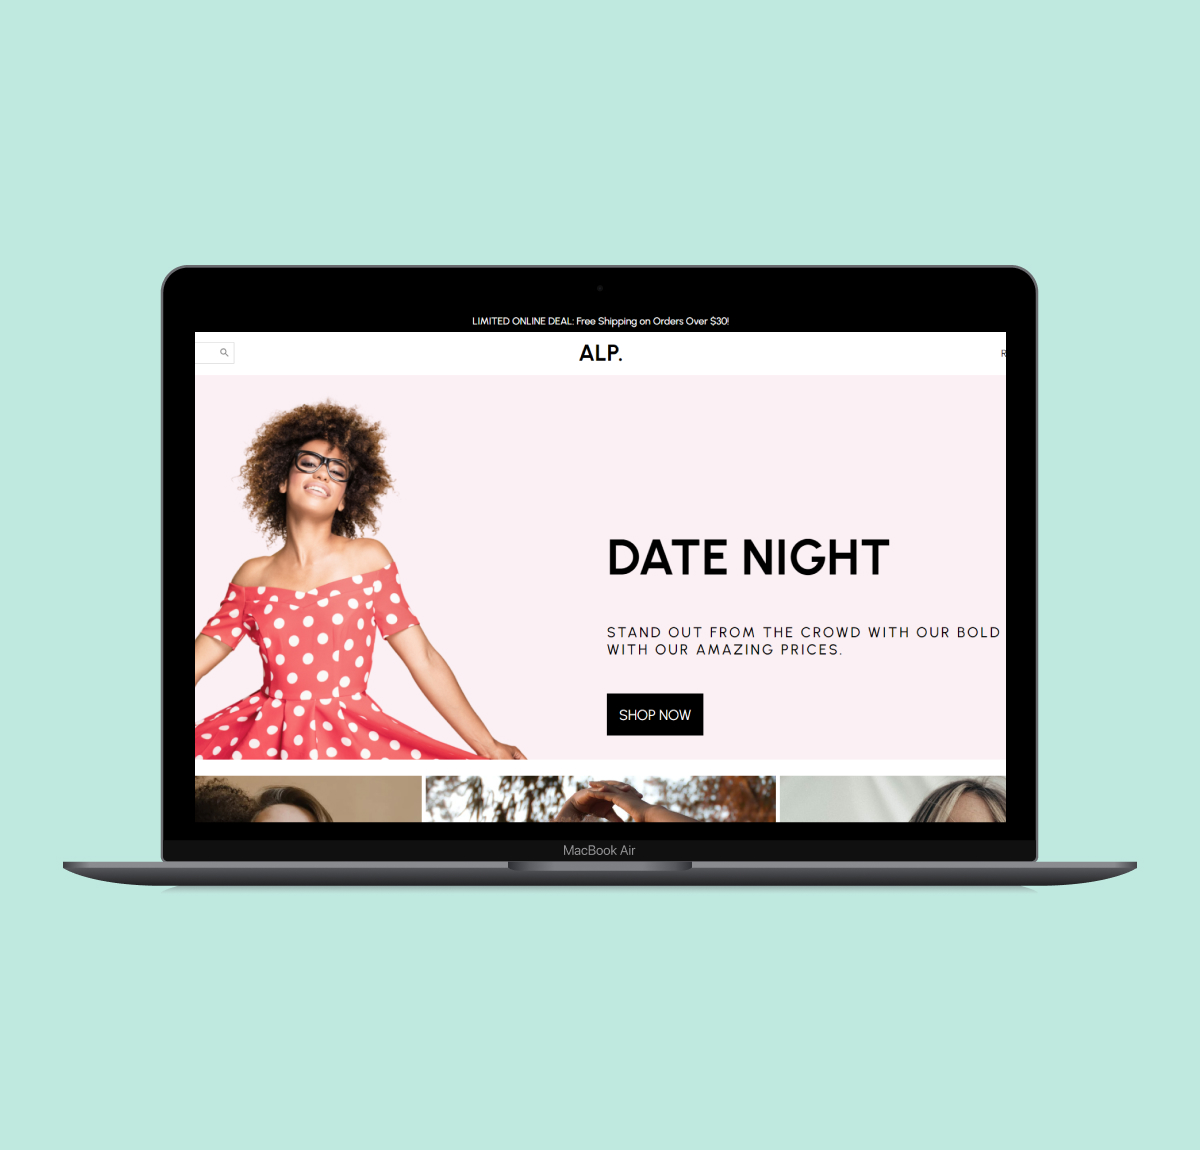 LIMITED ONLINE DEAL: Free Shipping on Orders Over $30!
ALP.
R
DATE NIGHT
STAND OUT FROM THE CROWD WITH OUR BOLD
WITH OUR AMAZING PRICES.
SHOP NOW
MacBook Air